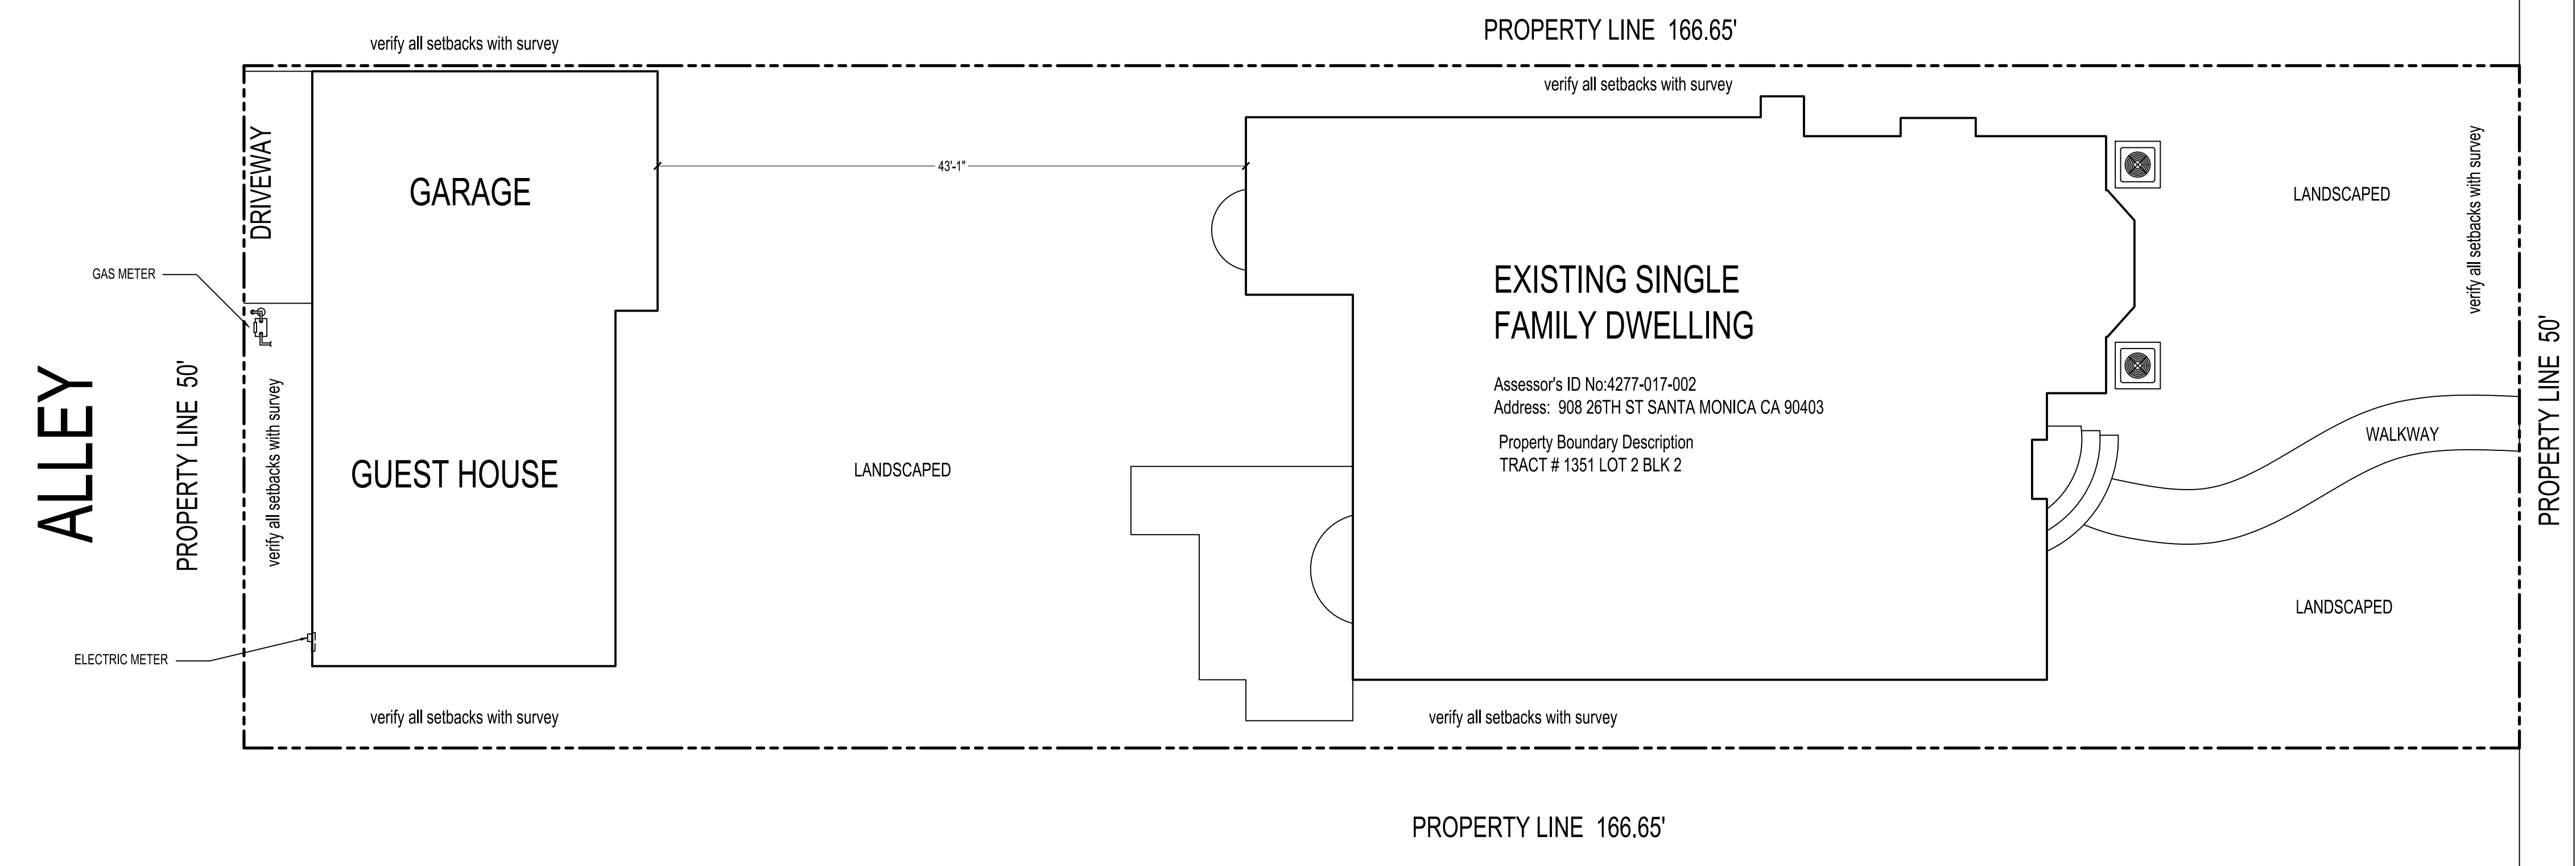 PROPERTY LINE  166.65'
verify all setbacks with survey
verify all setbacks with survey
DRIVEWAY
GARAGE
43'-1"
LANDSCAPED
verify all setbacks with survey
GAS METER
EXISTING SINGLE
FAMILY DWELLING
Assessor's ID No:4277-017-002
Address:  908 26TH ST SANTA MONICA CA 90403
Property Boundary Description
TRACT # 1351 LOT 2 BLK 2
ALLEY
PROPERTY LINE  50'
verify all setbacks with survey
GUEST HOUSE
LANDSCAPED
WALKWAY
PROPERTY LINE  50'
LANDSCAPED
ELECTRIC METER
verify all setbacks with survey
verify all setbacks with survey
PROPERTY LINE  166.65'